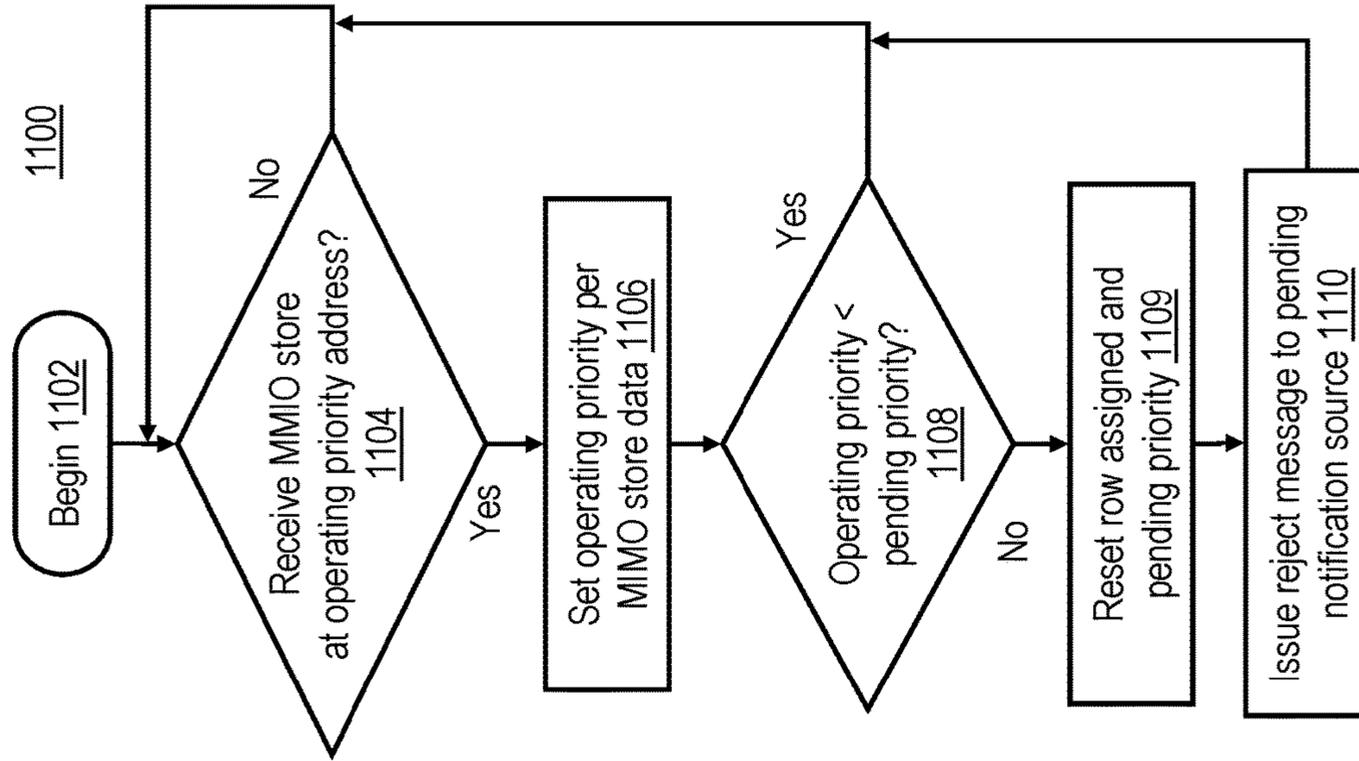 1100
Begin 1102
Receive MMIO store
at operating priority address?
1104
No
Yes
Set operating priority per
MIMO store data 1106
Operating priority <
pending priority?
1108
Yes
No
Reset row assigned and
pending priority 1109
Issue reject message to pending
notification source 1110